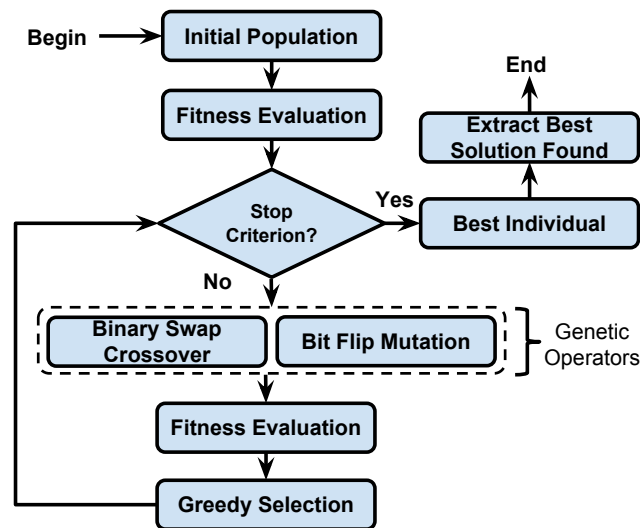 Begin
Initial Population
Fitness Evaluation
End
Extract Best
Solution Found
Stop
Criterion?
Yes
Best Individual
No
Binary Swap
Crossover
Bit Flip Mutation
Genetic
Operators
Fitness Evaluation
Greedy Selection